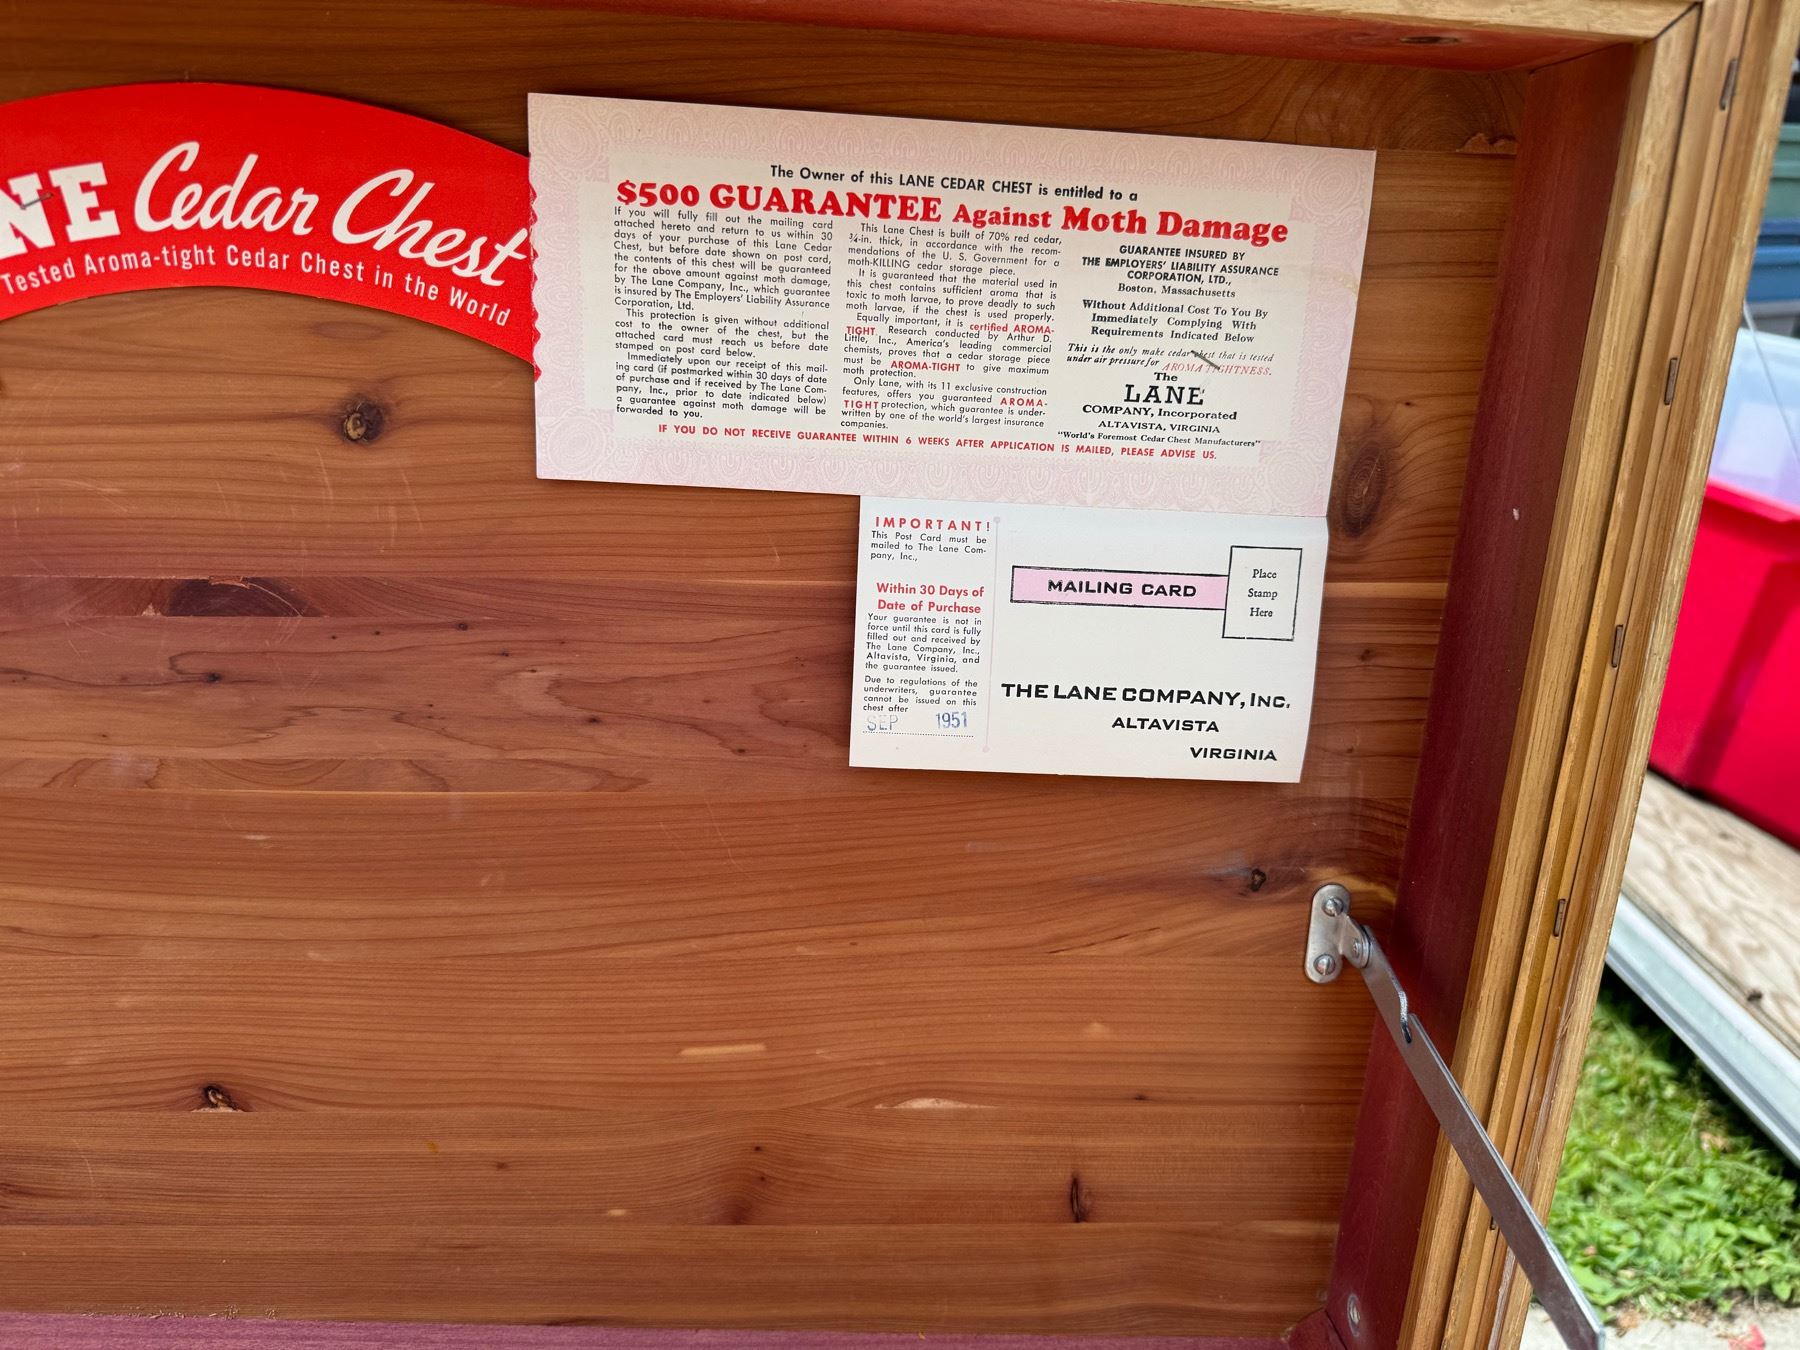 NE Cedar Chest
Tested Aroma-tight Cedar Chest in the World
The Owner of this LANE CEDAR CHEST is entitled to a
$500 GUARANTEE Against Moth Damage
If you will fully fill out the mailing card
attached hereto and return to us within 30
days of your purchase of this Lane Cedar
Chest, but before date shown on post card,
the contents of this chest will be guaranteed
for the above amount against moth damage,
by The Lane Company, Inc., which guarantee
is insured by The Employers' Liability Assurance
Corporation, Ltd.
This protection is given without additional
cost to the owner of the chest, but the
attached card must reach us before date
stamped on post card below.
Immediately upon our receipt of this mail-
ing card (if postmarked within 30 days of date
of purchase and if received by The Lane Com-
pany, Inc., prior to date indicated below)
a guarantee against moth damage will be
forwarded to you.
This Lane Chest is built of 70% red cedar,
¾-in. thick, in accordance with the recom-
mendations of the U. S. Government for a
moth-KILLING cedar storage piece.
It is guaranteed that the material used in
this chest contains sufficient aroma that is
toxic to moth larvae, to prove deadly to such
moth larvae, if the chest is used properly.
Equally important, it is certified AROMA-
TIGHT. Research conducted by Arthur D.
Little, Inc., America's leading commercial
chemists, proves that a cedar storage piece
must be AROMA-TIGHT to give maximum
moth protection.
Only Lane, with its 11 exclusive construction
features, offers you guaranteed AROMA-
TIGHT protection, which guarantee is under-
written by one of the world's largest insurance
companies.
GUARANTEE INSURED BY
THE EMPLOYERS' LIABILITY ASSURANCE
CORPORATION, LTD.,
Boston, Massachusetts
Without Additional Cost To You By
Immediately Complying With
Requirements Indicated Below
This is the only make cedar chest that is tested
under air pressure for AROMA-TIGHTNESS.
The
LANE
COMPANY, Incorporated
ALTAVISTA, VIRGINIA
"World's Foremost Cedar Chest Manufacturers"
IF YOU DO NOT RECEIVE GUARANTEE WITHIN 6 WEEKS AFTER APPLICATION IS MAILED, PLEASE ADVISE US.
IMPORTANT!
This Post Card must be
mailed to The Lane Com-
pany, Inc.,
Within 30 Days of
Date of Purchase
Your guarantee is not in
force until this card is fully
filled out and received by
The Lane Company, Inc.,
Altavista, Virginia, and
the guarantee issued.
Due to regulations of the
underwriters, guarantee
cannot be issued on this
chest after
SEP 1951
MAILING CARD
Place
Stamp
Here
THE LANE COMPANY, INC.
ALTAVISTA
VIRGINIA